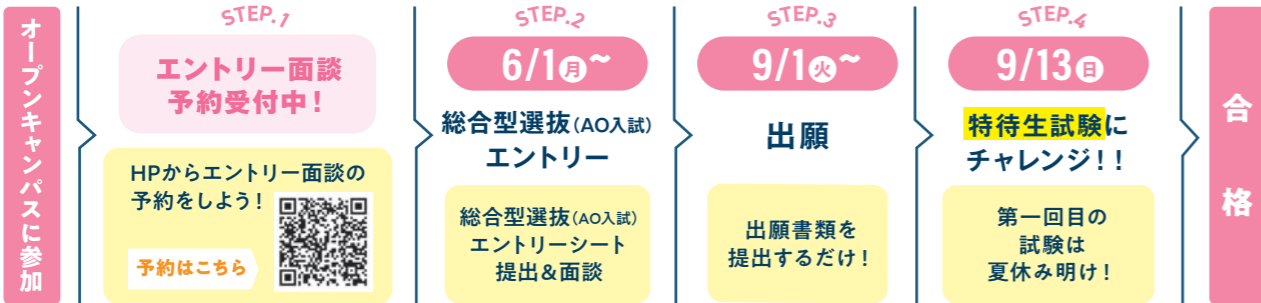 オープンキャンパスに参加
STEP.1
エントリー面談
予約受付中！
HPからエントリー面談の
予約をしよう！
予約はこちら
STEP.2
6/1月～
総合型選抜（AO入試）
エントリー
総合型選抜（AO入試）
エントリーシート
提出&面談
STEP.3
9/1火～
出願
出願書類を
提出するだけ！
STEP.4
9/13日
特待生試験に
チャレンジ！！
第一回目の
試験は
夏休み明け！
合格